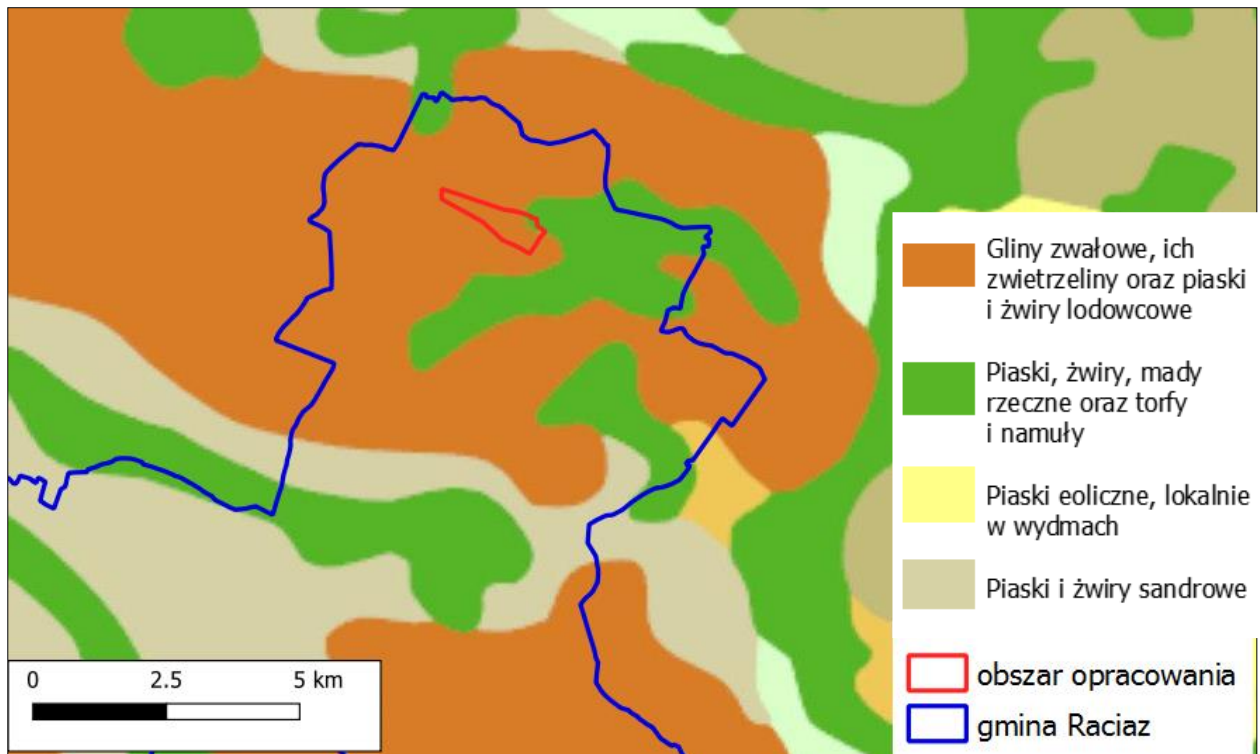 Gliny zwałowe, ich
zwietrzeliny oraz piaski
i żwiry lodowcowe
Piaski, żwiry, mady
rzeczne oraz torfy
i namuły
Piaski eoliczne, lokalnie
w wydmach
Piaski i żwiry sandrowe
obszar opracowania
gmina Raciaz
0 2.5 5 km